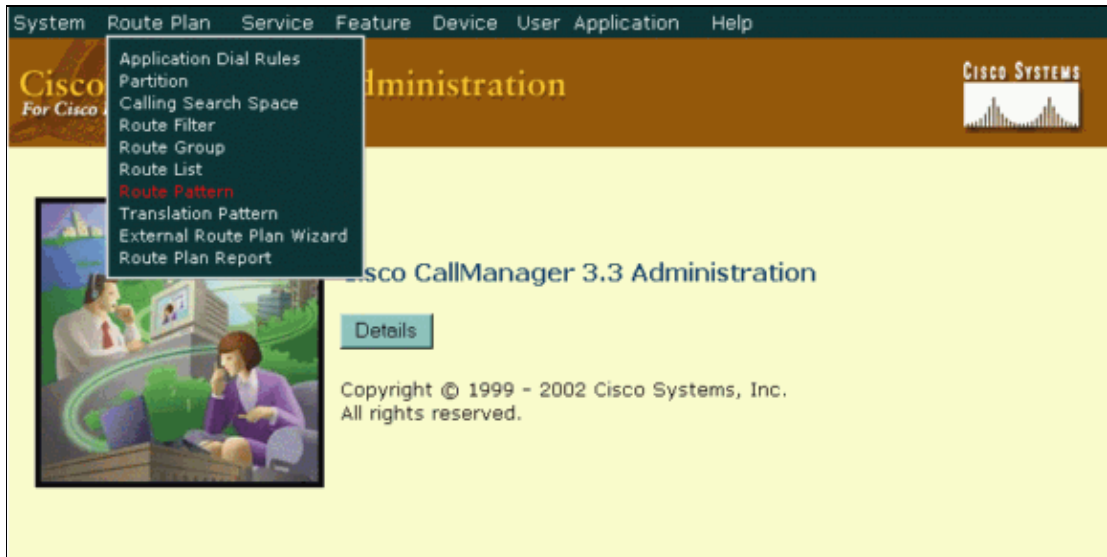 System Route Plan Service Feature Device User Application Help
Application Dial Rules
Partition
Calling Search Space
Route Filter
Route Group
Route List
Route Pattern
Translation Pattern
External Route Plan Wizard
Route Plan Report
Cisco
For Cisco
ministration
CISCO SYSTEMS
CallManager 3.3 Administration
Details
Copyright © 1999 - 2002 Cisco Systems, Inc.
All rights reserved.